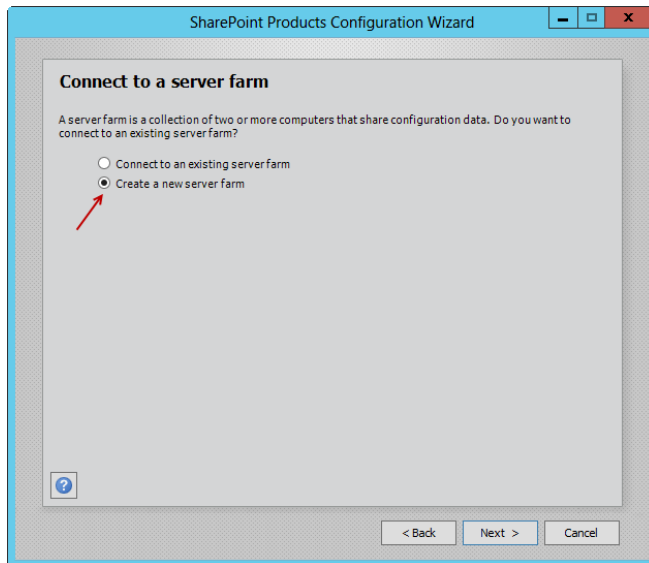 SharePoint Products Configuration Wizard
Connect to a server farm
A server farm is a collection of two or more computers that share configuration data. Do you want to
connect to an existing server farm?
Connect to an existing server farm
Create a new server farm
< Back Next > Cancel